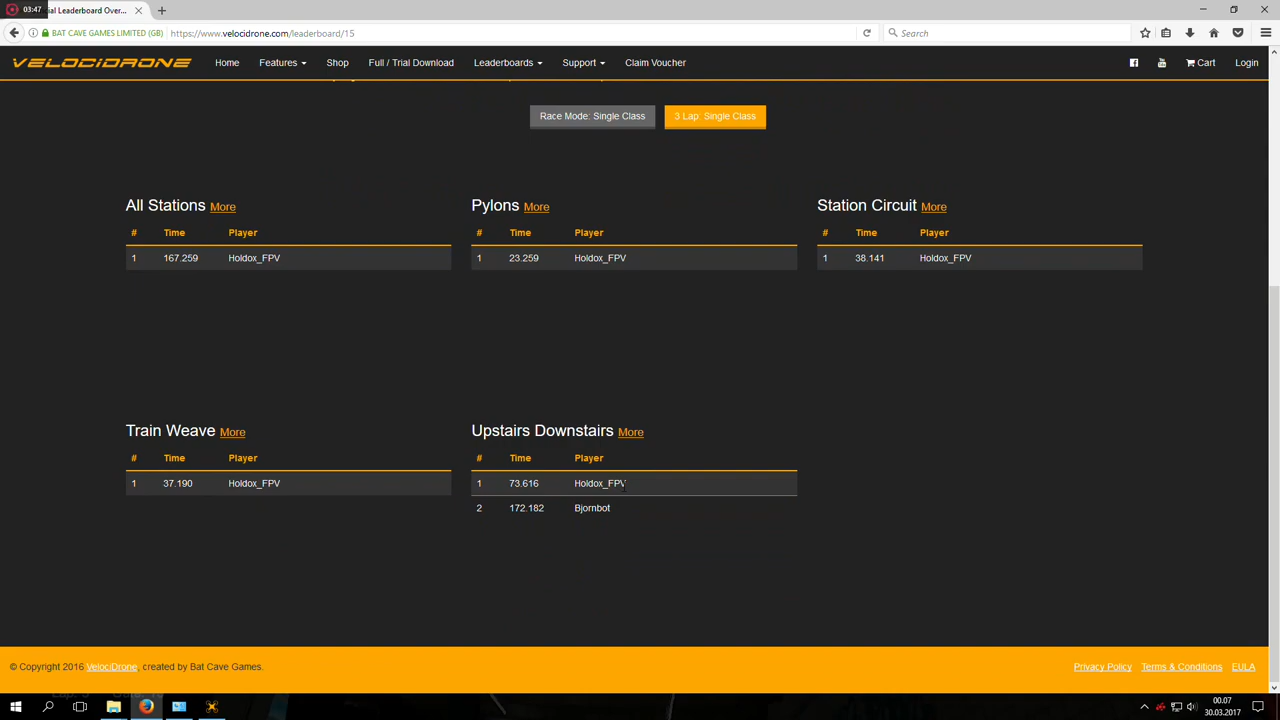 03:47 icial Leaderboard Over...
BAT CAVE GAMES LIMITED (GB) https://www.velocidrone.com/leaderboard/15 Search
VELOCIDRONE Home Features Shop Full / Trial Download Leaderboards Support Claim Voucher Cart Login
Race Mode: Single Class 3 Lap: Single Class
All Stations More
# Time Player
1 167.259 Holdox_FPV
Pylons More
# Time Player
1 23.259 Holdox_FPV
Station Circuit More
# Time Player
1 38.141 Holdox_FPV
Train Weave More
# Time Player
1 37.190 Holdox_FPV
Upstairs Downstairs More
# Time Player
1 73.616 Holdox_FPV
2 172.182 Bjornbot
© Copyright 2016 VelociDrone, created by Bat Cave Games. Privacy Policy Terms & Conditions EULA
00.07
30.03.2017